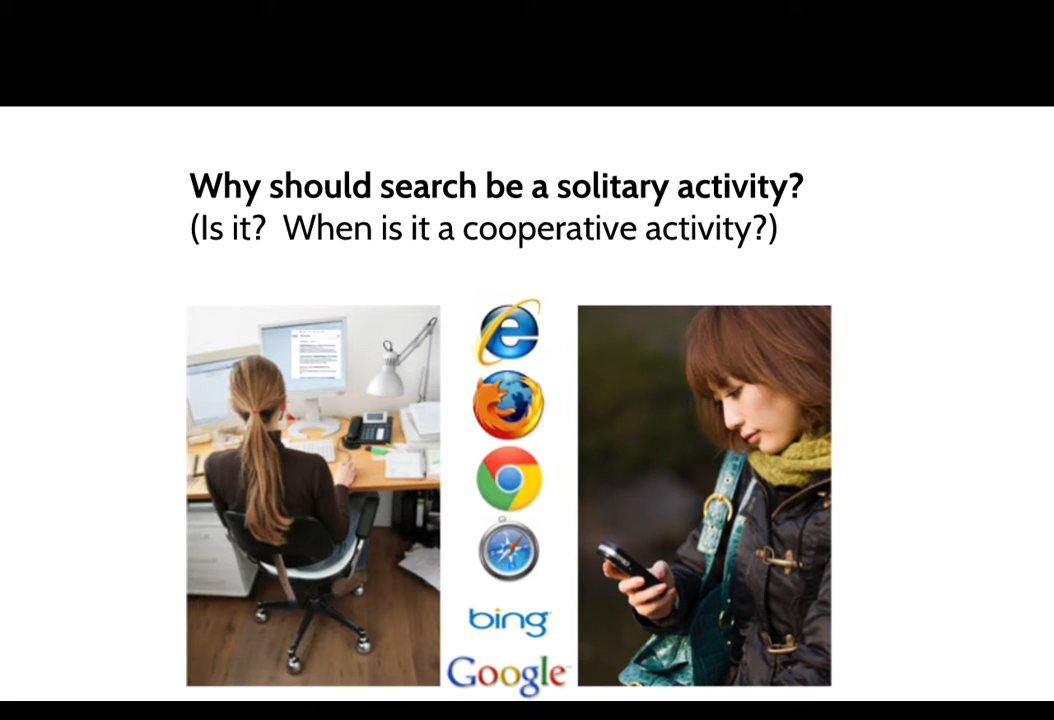 Why should search be a solitary activity?
(Is it?  When is it a cooperative activity?)
bing
Google